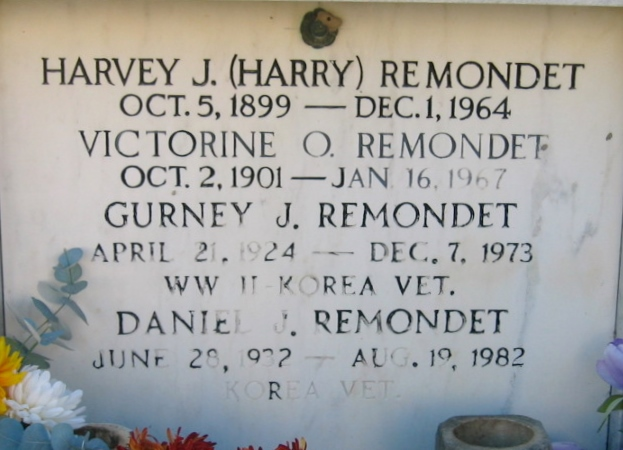 HARVEY J. (HARRY) REMONDET
OCT. 5, 1899 — DEC. 1, 1964
VICTORINE O. REMONDET
OCT. 2, 1901 — JAN. 16, 1967
GURNEY J. REMONDET
APRIL 21, 1924 — DEC. 7, 1973
WW II - KOREA VET.
DANIEL J. REMONDET
JUNE 28, 1932 — AUG. 19, 1982
KOREA VET.